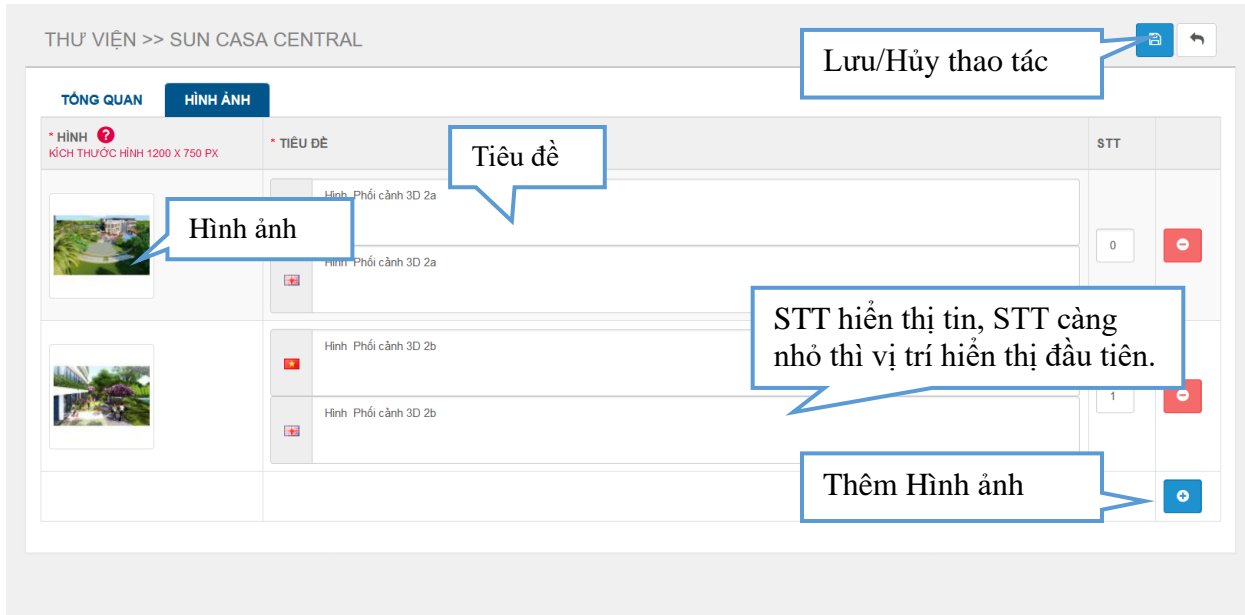 THƯ VIỆN >> SUN CASA CENTRAL
Lưu/Hủy thao tác
TỔNG QUAN
HÌNH ẢNH
* HÌNH ?
KÍCH THƯỚC HÌNH 1200 X 750 PX
* TIÊU ĐỀ
STT
Tiêu đề
Hình Phối cảnh 3D 2a
Hình ảnh
Hình Phối cảnh 3D 2a
0
STT hiển thị tin, STT càng
nhỏ thì vị trí hiển thị đầu tiên.
Hình Phối cảnh 3D 2b
1
Hình Phối cảnh 3D 2b
Thêm Hình ảnh